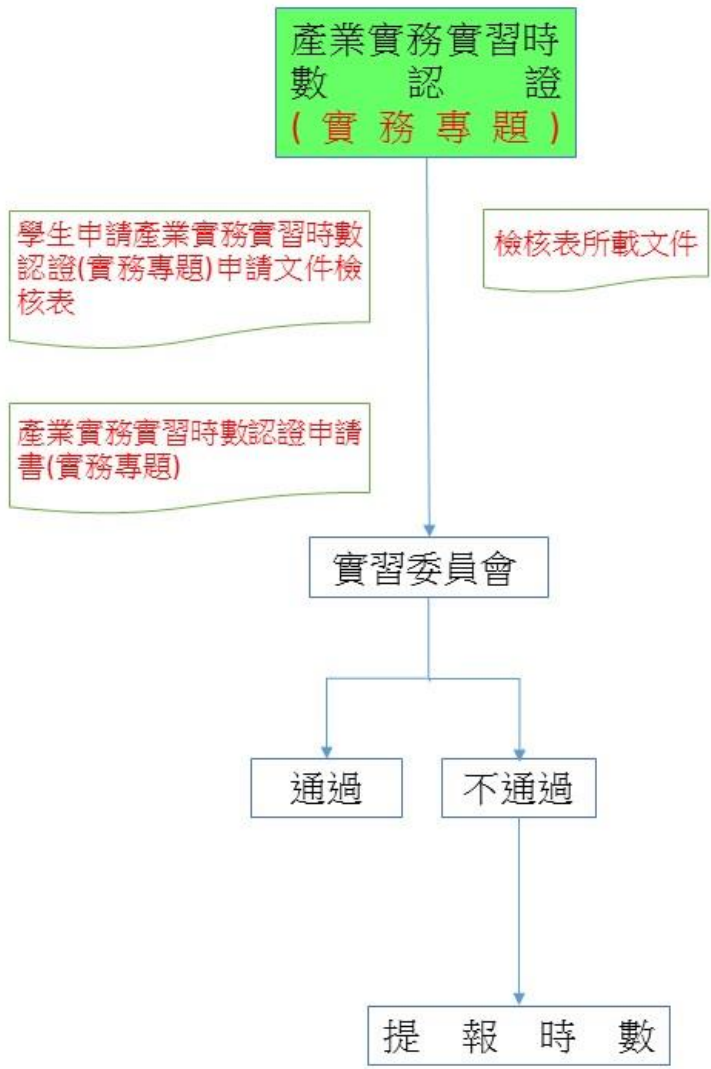 產業實務實習時
數認證
(實務專題)
學生申請產業實務實習時數
認證(實務專題)申請文件檢
核表
檢核表所載文件
產業實務實習時數認證申請
書(實務專題)
實習委員會
通過
不通過
提報時數